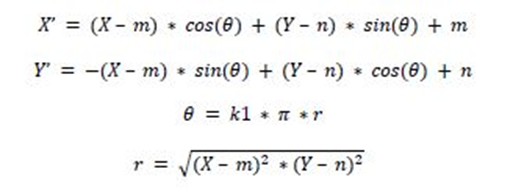 X' = (X – m) * cos(θ) + (Y – n) * sin(θ) + m
Y' = –(X – m) * sin(θ) + (Y – n) * cos(θ) + n
θ = k1 * π * r
r = √((X – m)² * (Y – n)²)